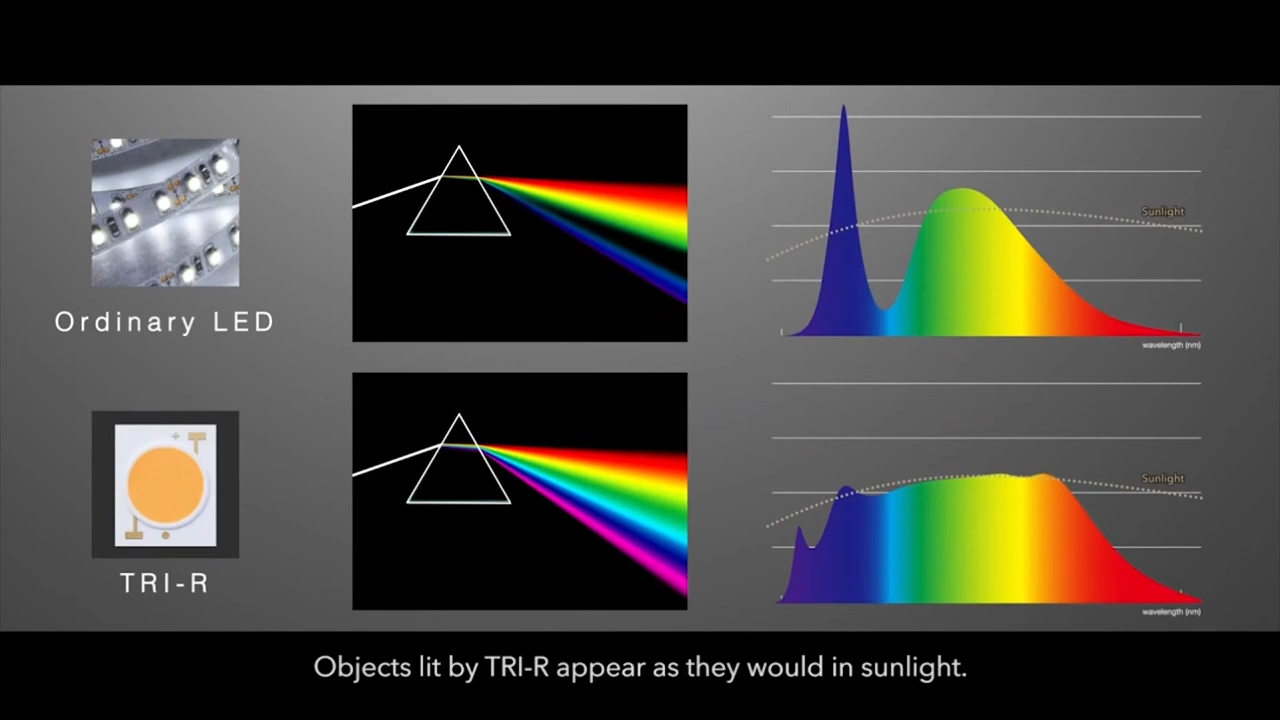 Sunlight
Ordinary LED
wavelength (nm)
Sunlight
TRI-R
wavelength (nm)
Objects lit by TRI-R appear as they would in sunlight.